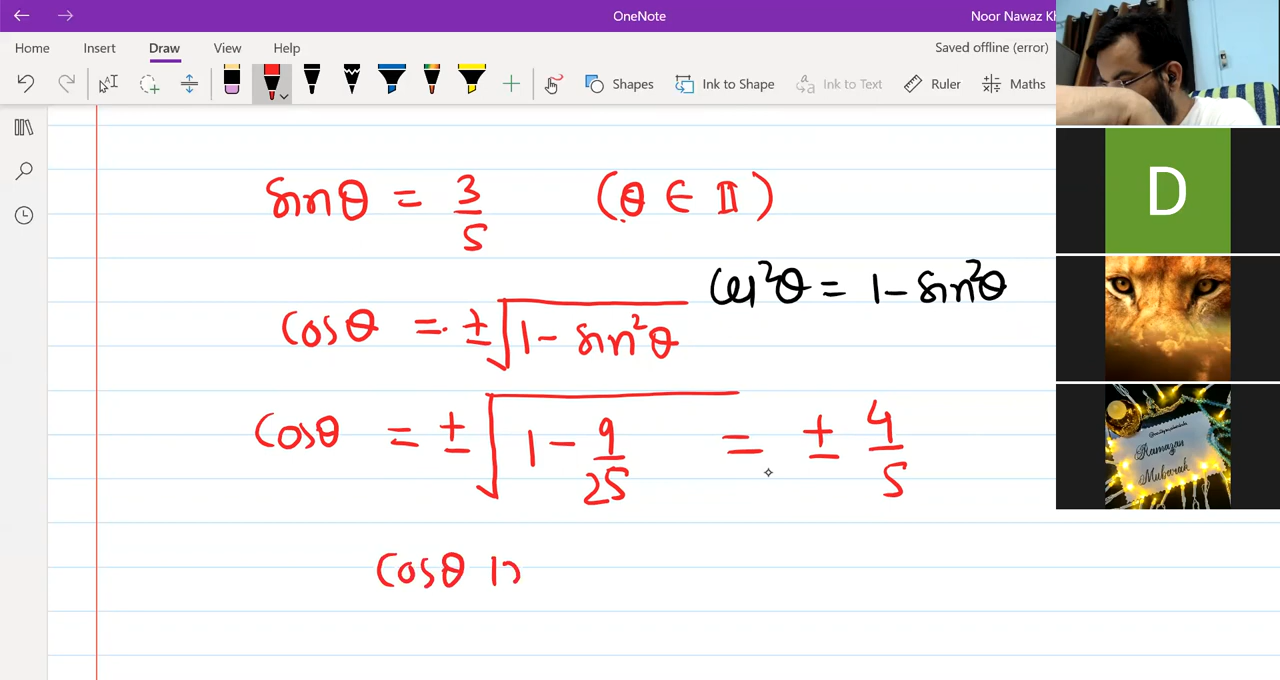 OneNote
Noor Nawaz Kh
Home Insert Draw View Help
Saved offline (error)
Shapes Ink to Shape Ink to Text Ruler Maths
sinθ = 3/5 (θ ∈ II)
cos²θ = 1 - sin²θ
cosθ = ±√(1 - sin²θ)
cosθ = ±√(1 - 9/25) = ± 4/5
cosθ is
D
Ramazan
Mubarak